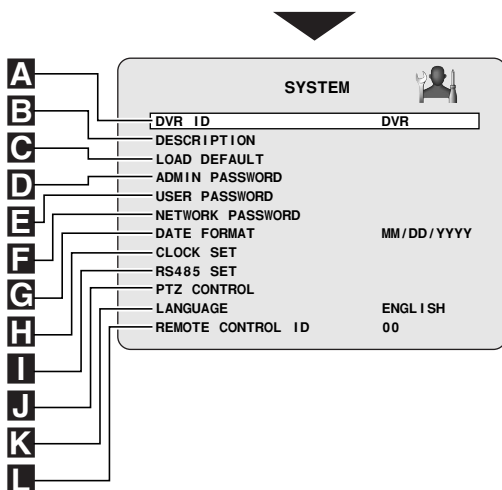 SYSTEM
A DVR ID DVR
B DESCRIPTION
C LOAD DEFAULT
D ADMIN PASSWORD
E USER PASSWORD
F NETWORK PASSWORD
G DATE FORMAT MM/DD/YYYY
H CLOCK SET
I RS485 SET
J PTZ CONTROL
K LANGUAGE ENGLISH
L REMOTE CONTROL ID 00